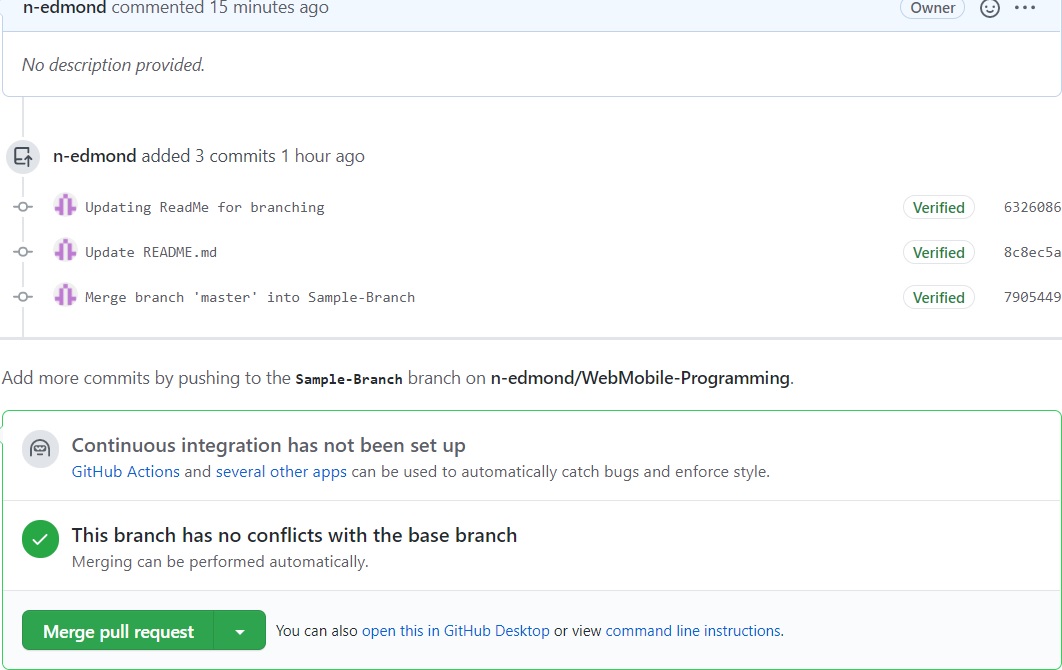 n-edmond commented 15 minutes ago Owner
No description provided.
n-edmond added 3 commits 1 hour ago
Updating ReadMe for branching Verified 6326086
Update README.md Verified 8c8ec5a
Merge branch 'master' into Sample-Branch Verified 7905449
Add more commits by pushing to the Sample-Branch branch on n-edmond/WebMobile-Programming.
Continuous integration has not been set up
GitHub Actions and several other apps can be used to automatically catch bugs and enforce style.
This branch has no conflicts with the base branch
Merging can be performed automatically.
Merge pull request You can also open this in GitHub Desktop or view command line instructions.